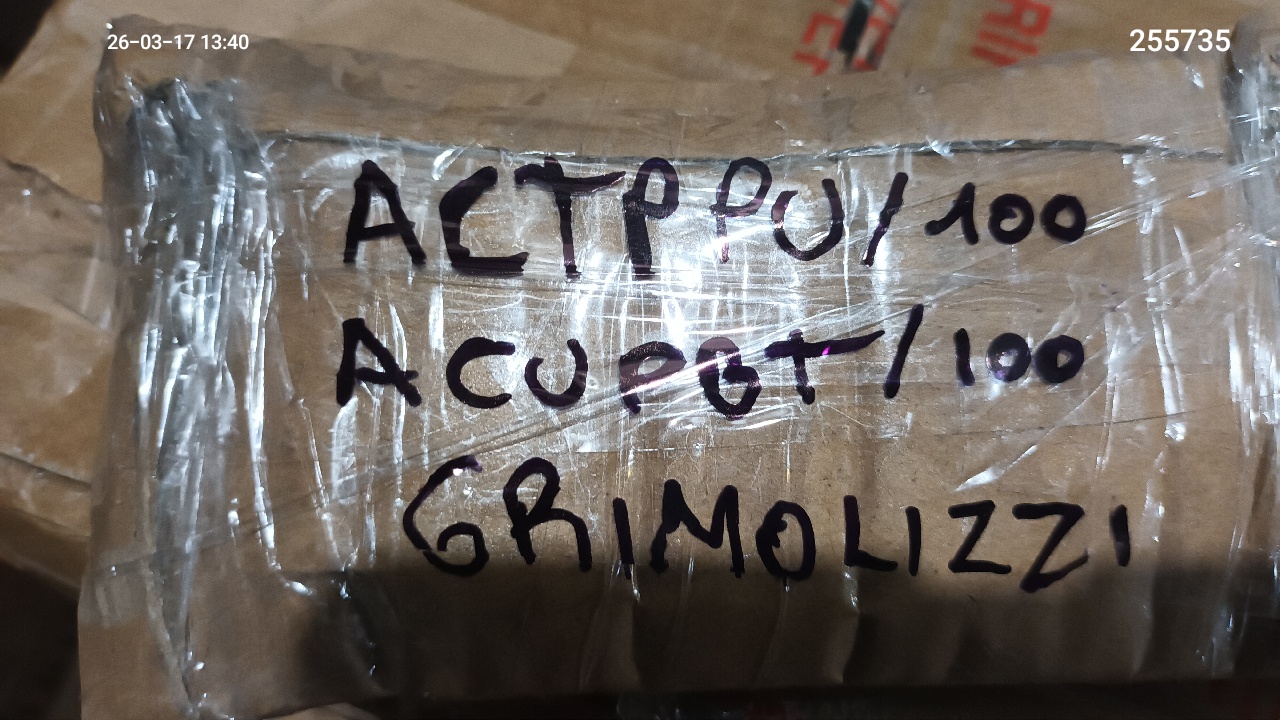 26-03-17 13:40
255735
ACTPPU/100
ACUPGT/100
GRIMOLIZZI